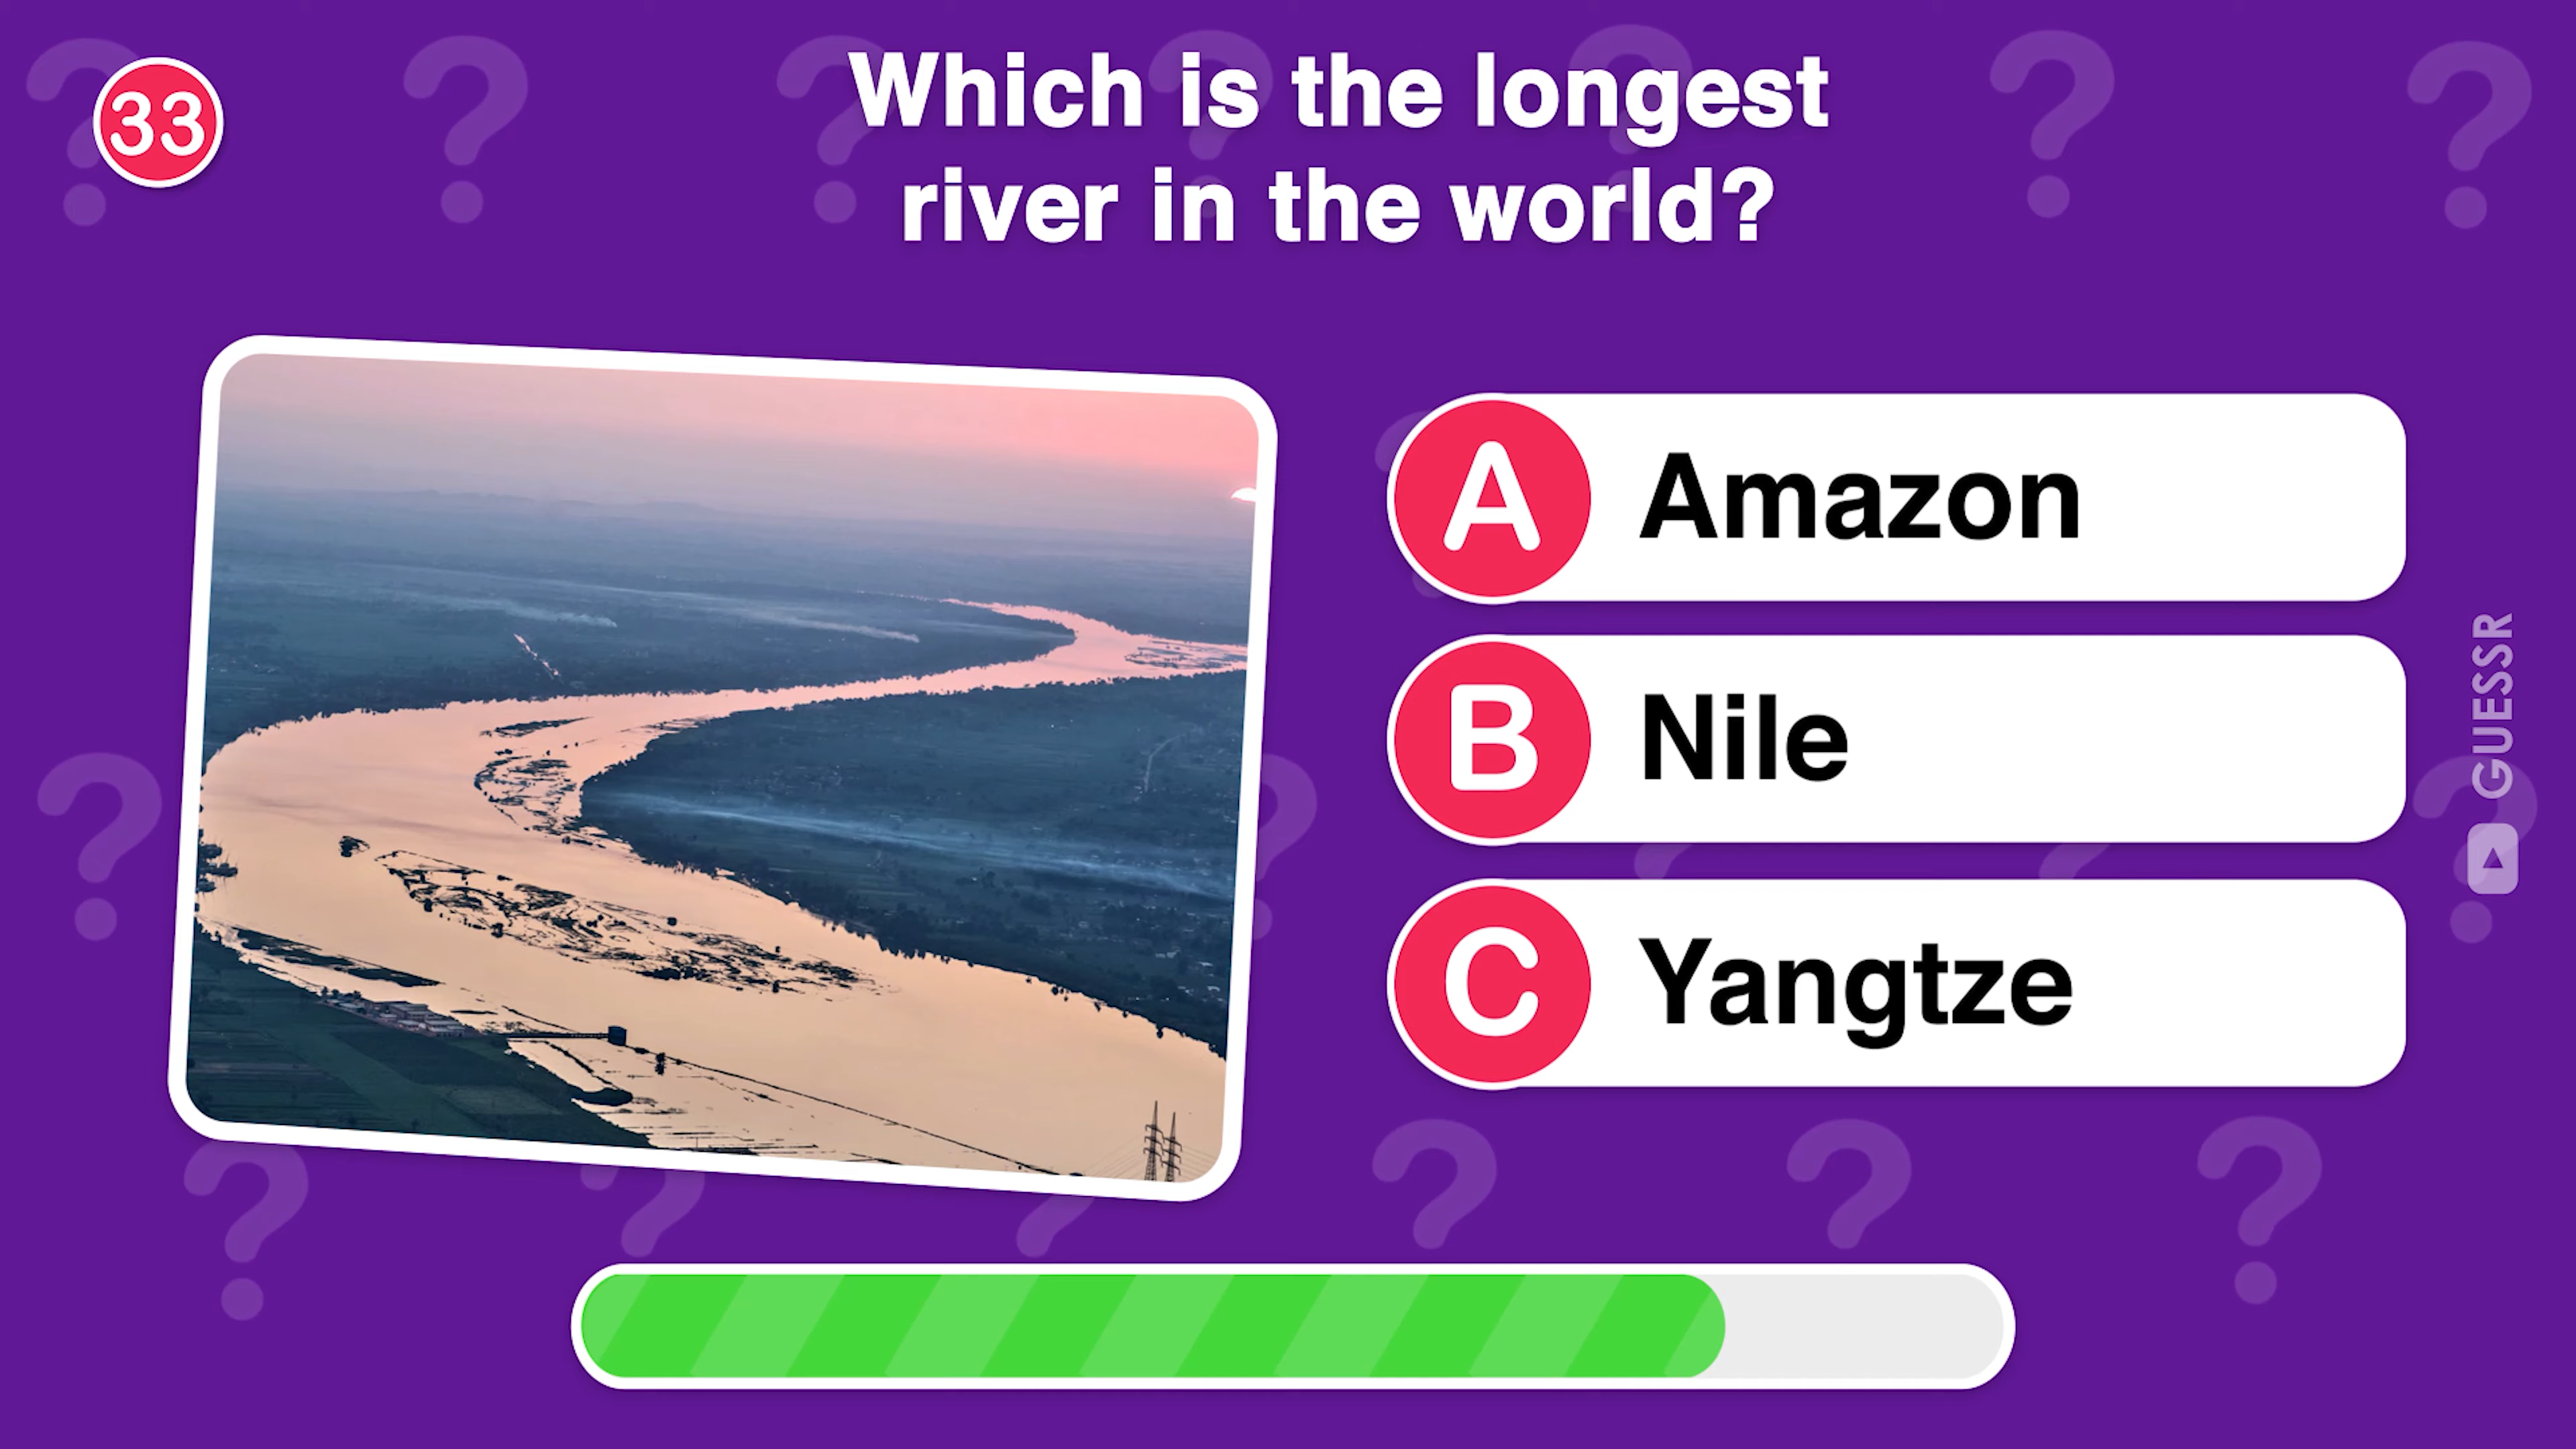 33
Which is the longest
river in the world?
A Amazon
B Nile
C Yangtze
GUESSR